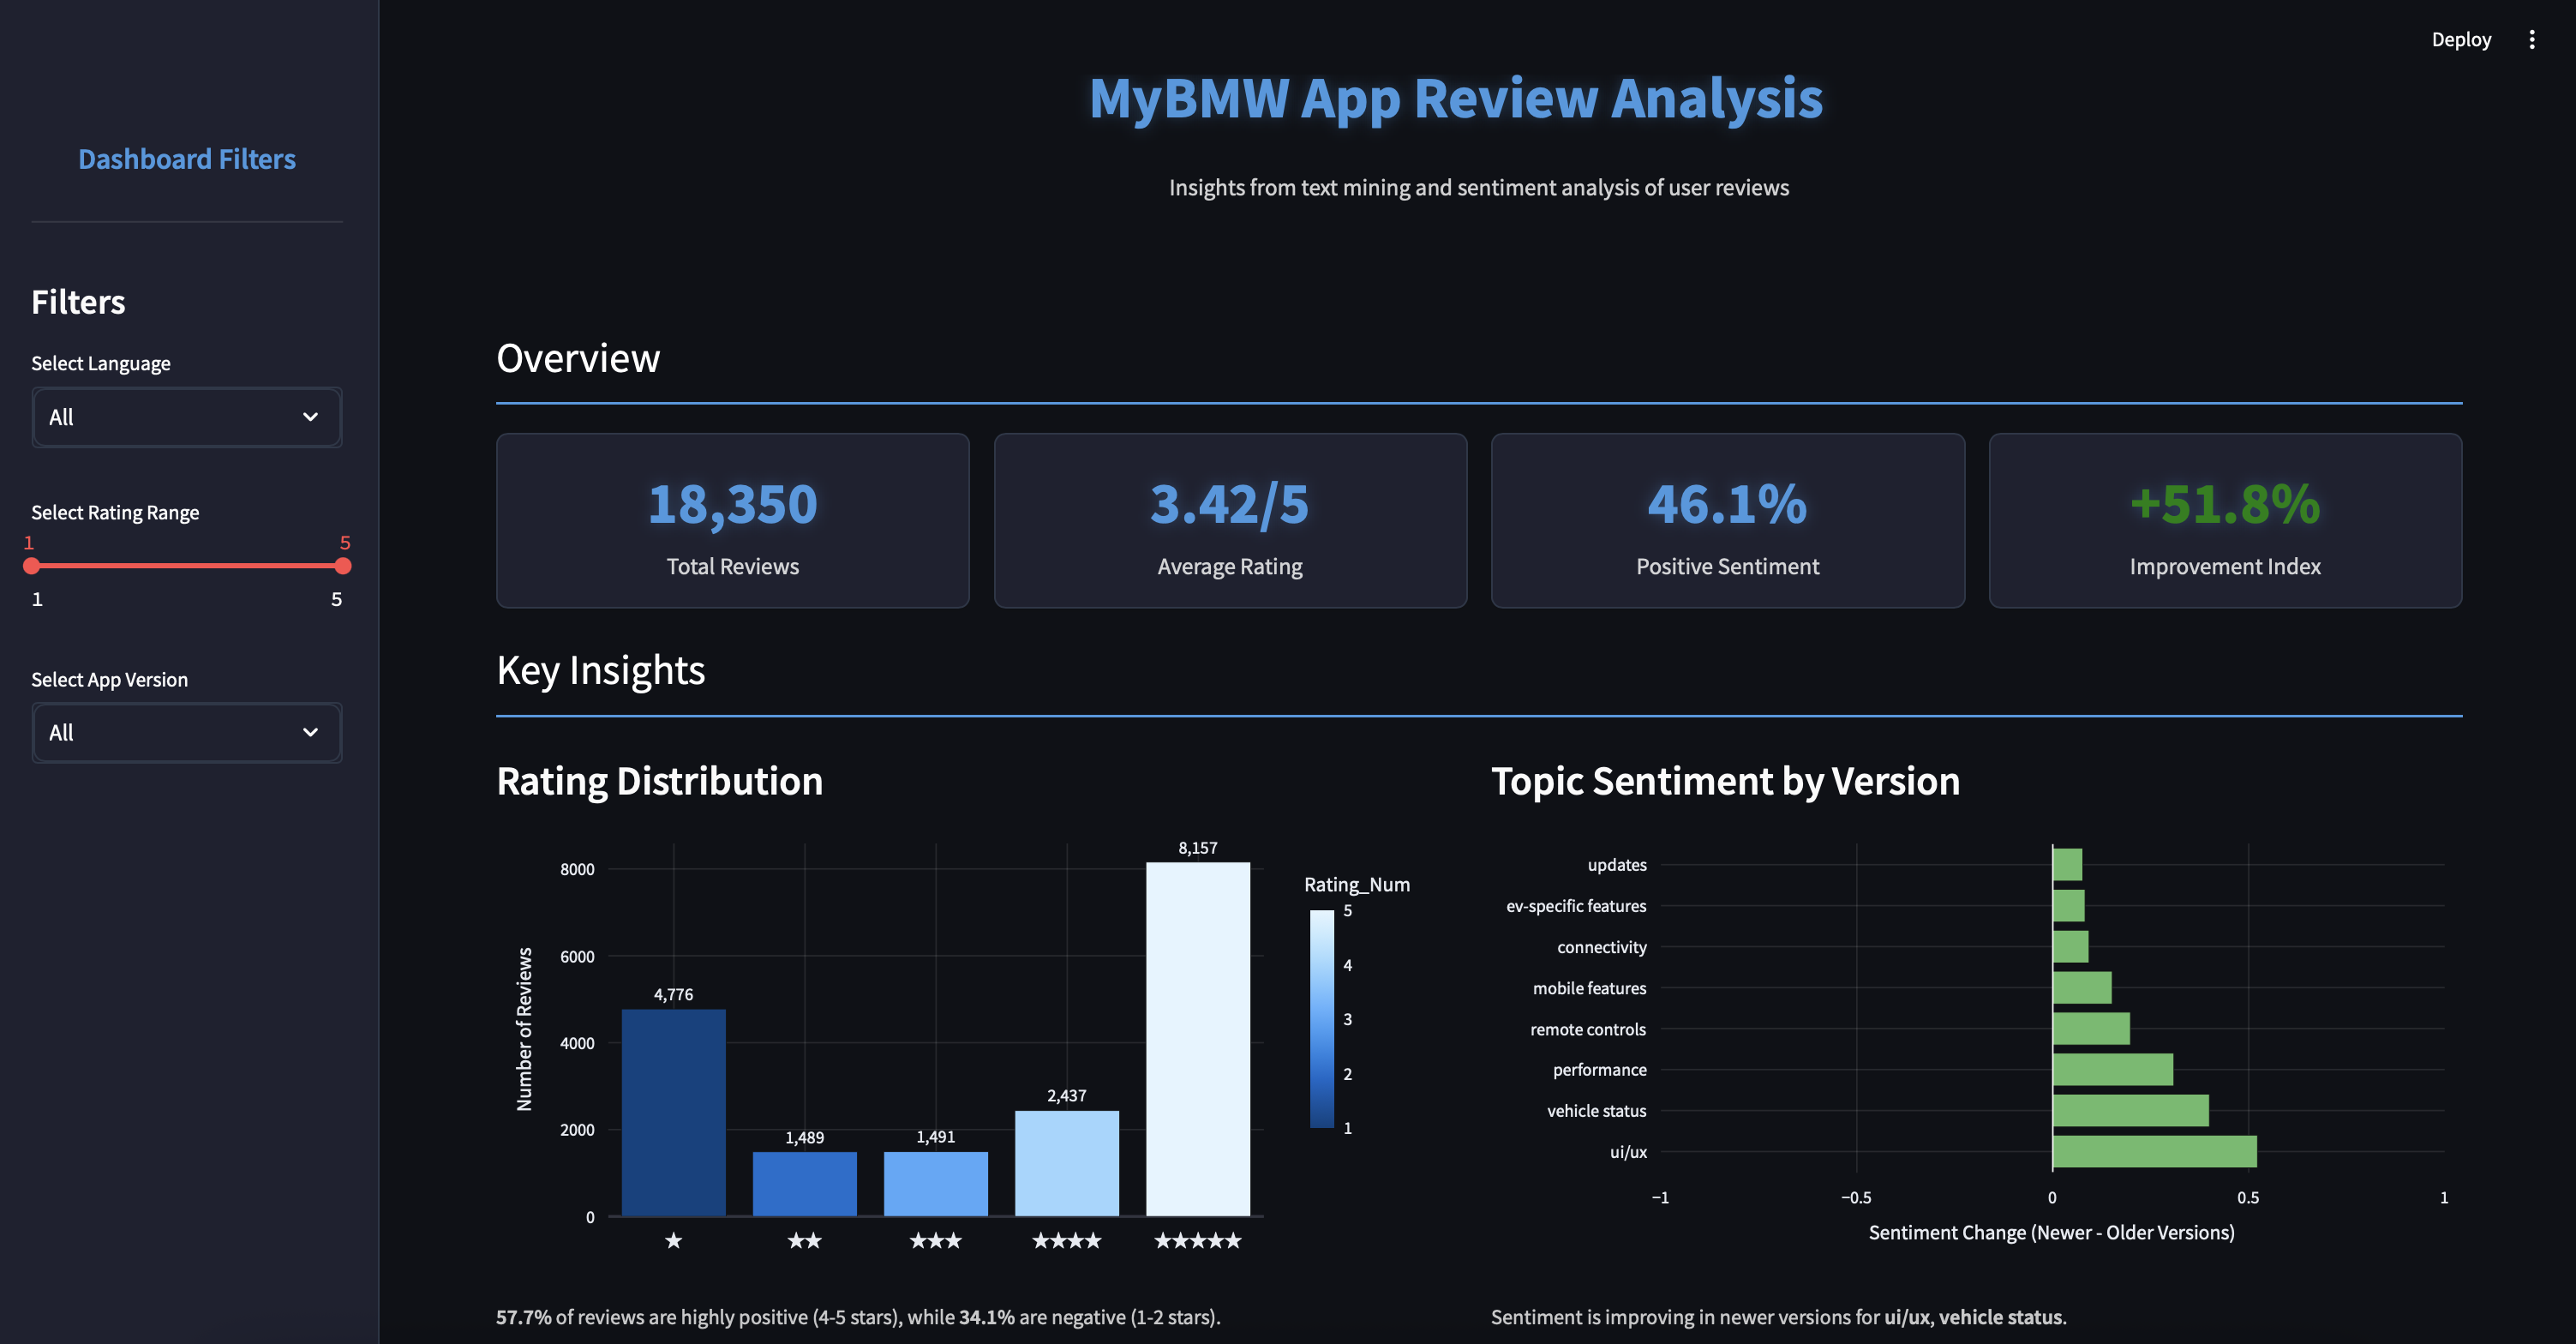 Deploy
MyBMW App Review Analysis
Insights from text mining and sentiment analysis of user reviews
Dashboard Filters
Filters
Select Language
All
Select Rating Range
1 5
1 5
Select App Version
All
Overview
18,350
Total Reviews
3.42/5
Average Rating
46.1%
Positive Sentiment
+51.8%
Improvement Index
Key Insights
Rating Distribution
Number of Reviews
8000
6000
4000
2000
0
4,776
1,489
1,491
2,437
8,157
★
★★
★★★
★★★★
★★★★★
Rating_Num
5
4
3
2
1
57.7% of reviews are highly positive (4-5 stars), while 34.1% are negative (1-2 stars).
Topic Sentiment by Version
updates
ev-specific features
connectivity
mobile features
remote controls
performance
vehicle status
ui/ux
−1 −0.5 0 0.5 1
Sentiment Change (Newer - Older Versions)
Sentiment is improving in newer versions for ui/ux, vehicle status.